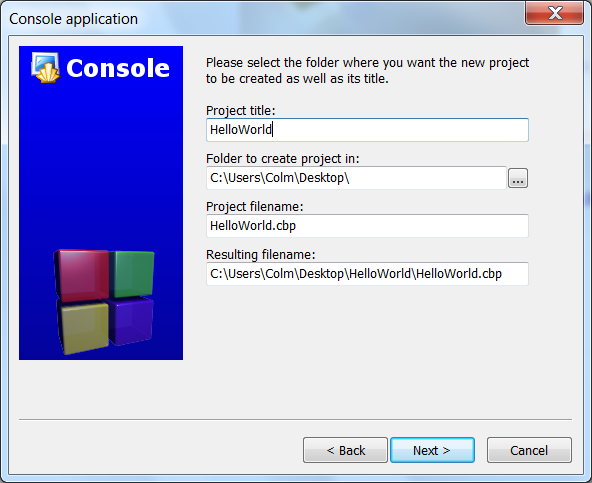 Console application
Console
Please select the folder where you want the new project
to be created as well as its title.
Project title:
HelloWorld
Folder to create project in:
C:\Users\Colm\Desktop\
...
Project filename:
HelloWorld.cbp
Resulting filename:
C:\Users\Colm\Desktop\HelloWorld\HelloWorld.cbp
< Back
Next >
Cancel